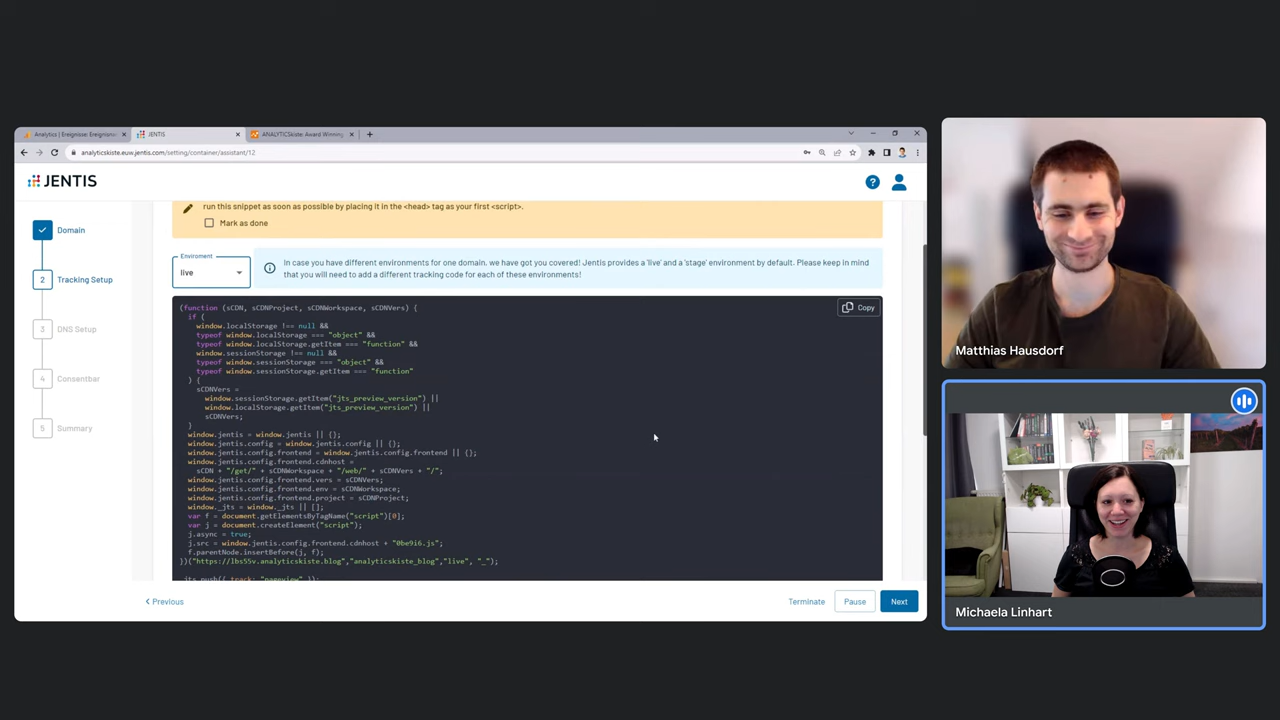 Analytics | Ereignisse: Ereignisna
JENTIS
ANALYTICSkiste: Award Winning
analyticskiste.euw.jentis.com/setting/container/assistant/12
JENTIS
Domain
2
Tracking Setup
3
DNS Setup
4
Consentbar
5
Summary
run this snippet as soon as possible by placing it in the <head> tag as your first <script>.
Mark as done
Enviroment
live
In case you have different environments for one domain, we have got you covered! Jentis provides a 'live' and a 'stage' environment by default. Please keep in mind
that you will need to add a different tracking code for each of these environments!
Copy
(function (sCDN, sCDNProject, sCDNWorkspace, sCDNVers) {
if (
window.localStorage !== null &&
typeof window.localStorage === "object" &&
typeof window.localStorage.getItem === "function" &&
window.sessionStorage !== null &&
typeof window.sessionStorage === "object" &&
typeof window.sessionStorage.getItem === "function"
) {
sCDNVers =
window.sessionStorage.getItem("jts_preview_version") ||
window.localStorage.getItem("jts_preview_version") ||
sCDNVers;
}
window.jentis = window.jentis || {};
window.jentis.config = window.jentis.config || {};
window.jentis.config.frontend = window.jentis.config.frontend || {};
window.jentis.config.frontend.cdnhost =
sCDN + "/get/" + sCDNWorkspace + "/web/" + sCDNVers + "/";
window.jentis.config.frontend.vers = sCDNVers;
window.jentis.config.frontend.env = sCDNWorkspace;
window.jentis.config.frontend.project = sCDNProject;
window._jts = window._jts || [];
var f = document.getElementsByTagName("script")[0];
var j = document.createElement("script");
j.async = true;
j.src = window.jentis.config.frontend.cdnhost + "0be9i6.js";
f.parentNode.insertBefore(j, f);
})("https://lbs55v.analyticskiste.blog","analyticskiste_blog","live", "_");
_jts.push({ track: "pageview" });
Previous
Terminate
Pause
Next
Matthias Hausdorf
Michaela Linhart